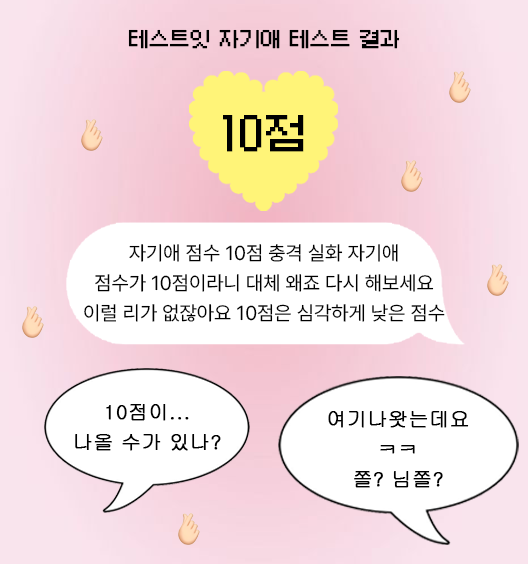 테스트잇 자기애 테스트 결과
10점
자기애 점수 10점 충격 실화 자기애
점수가 10점이라니 대체 왜죠 다시 해보세요
이럴 리가 없잖아요 10점은 심각하게 낮은 점수
10점이...
나올 수가 있나?
여기나왓는데요
ㅋㅋ
쫄? 님쫄?